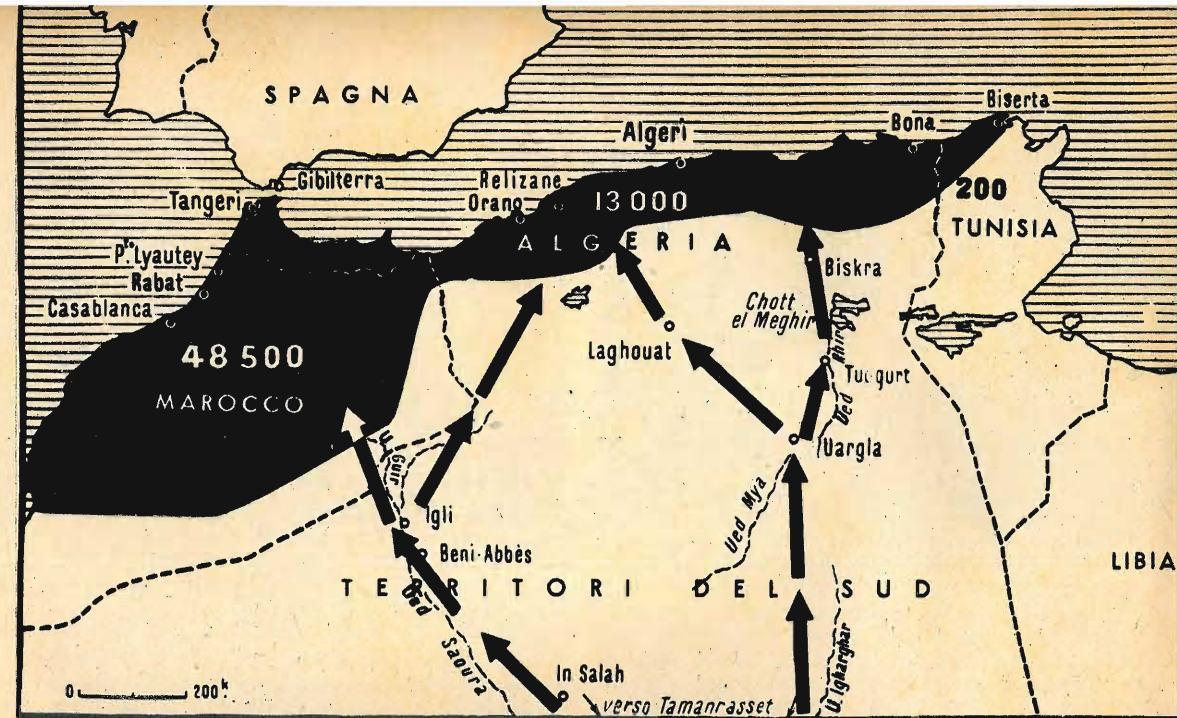 SPAGNA
Biserta
Bona
Algeri
Gibilterra
Relizane
Tangeri
Orano
13 000
200
TUNISIA
ALGERIA
Pt. Lyautey
Rabat
Biskra
Casablanca
Chott
el Meghir
Rhir
48 500
Laghouat
Tuggurt
MAROCCO
Ued
Uargla
U.
Guir
Ued Mya
Igli
Beni-Abbès
LIBIA
TERRITORI DEL SUD
Ued
Saoura
In Salah
U. Igharghar
0 200 k.
verso Tamanrasset